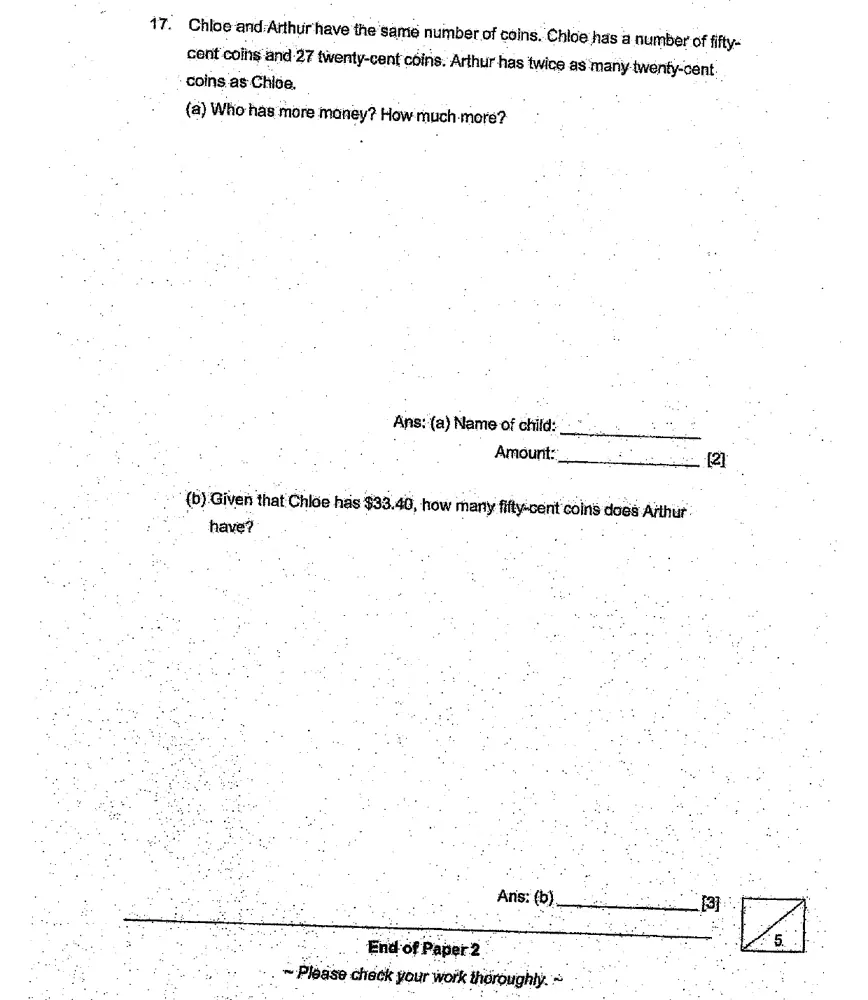 17. Chloe and Arthur have the same number of coins. Chloe has a number of fifty-
cent coins and 27 twenty-cent coins. Arthur has twice as many twenty-cent
coins as Chloe.
(a) Who has more money? How much more?
Ans: (a) Name of child: ____________
Amount: ____________ [2]
(b) Given that Chloe has $33.40, how many fifty-cent coins does Arthur
have?
Ans: (b) ____________ [3]
5
End of Paper 2
~ Please check your work thoroughly. ~